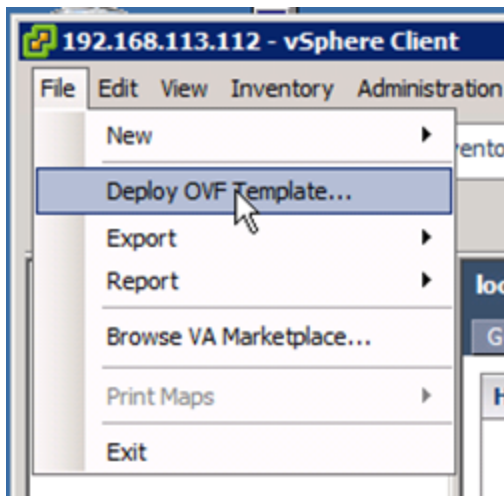 192.168.113.112 - vSphere Client
File Edit View Inventory Administration
New
Deploy OVF Template...
Export
Report
Browse VA Marketplace...
Print Maps
Exit